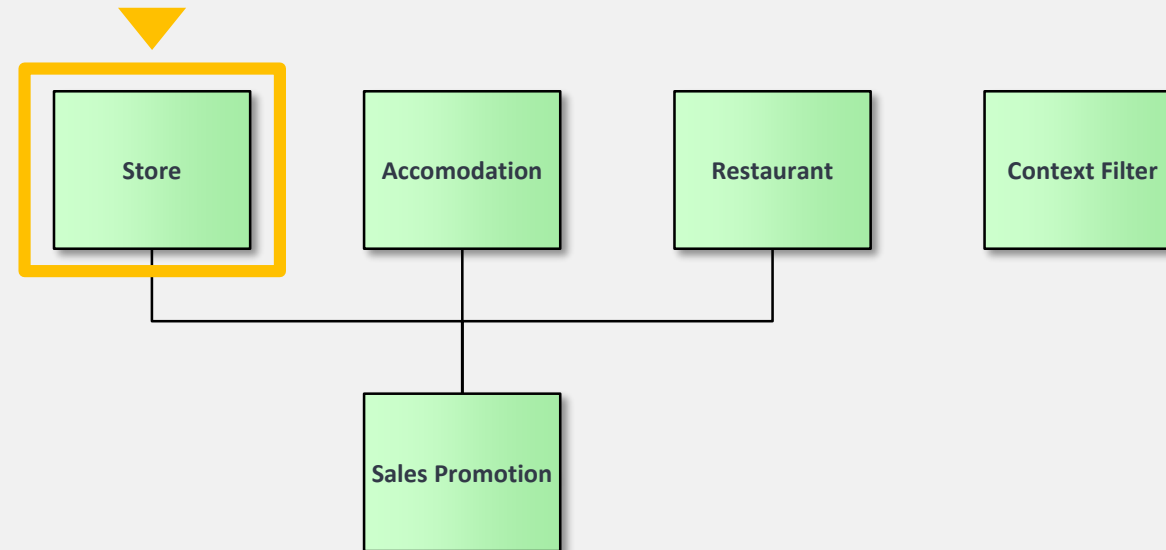 Store
Accomodation
Restaurant
Context Filter
Sales Promotion